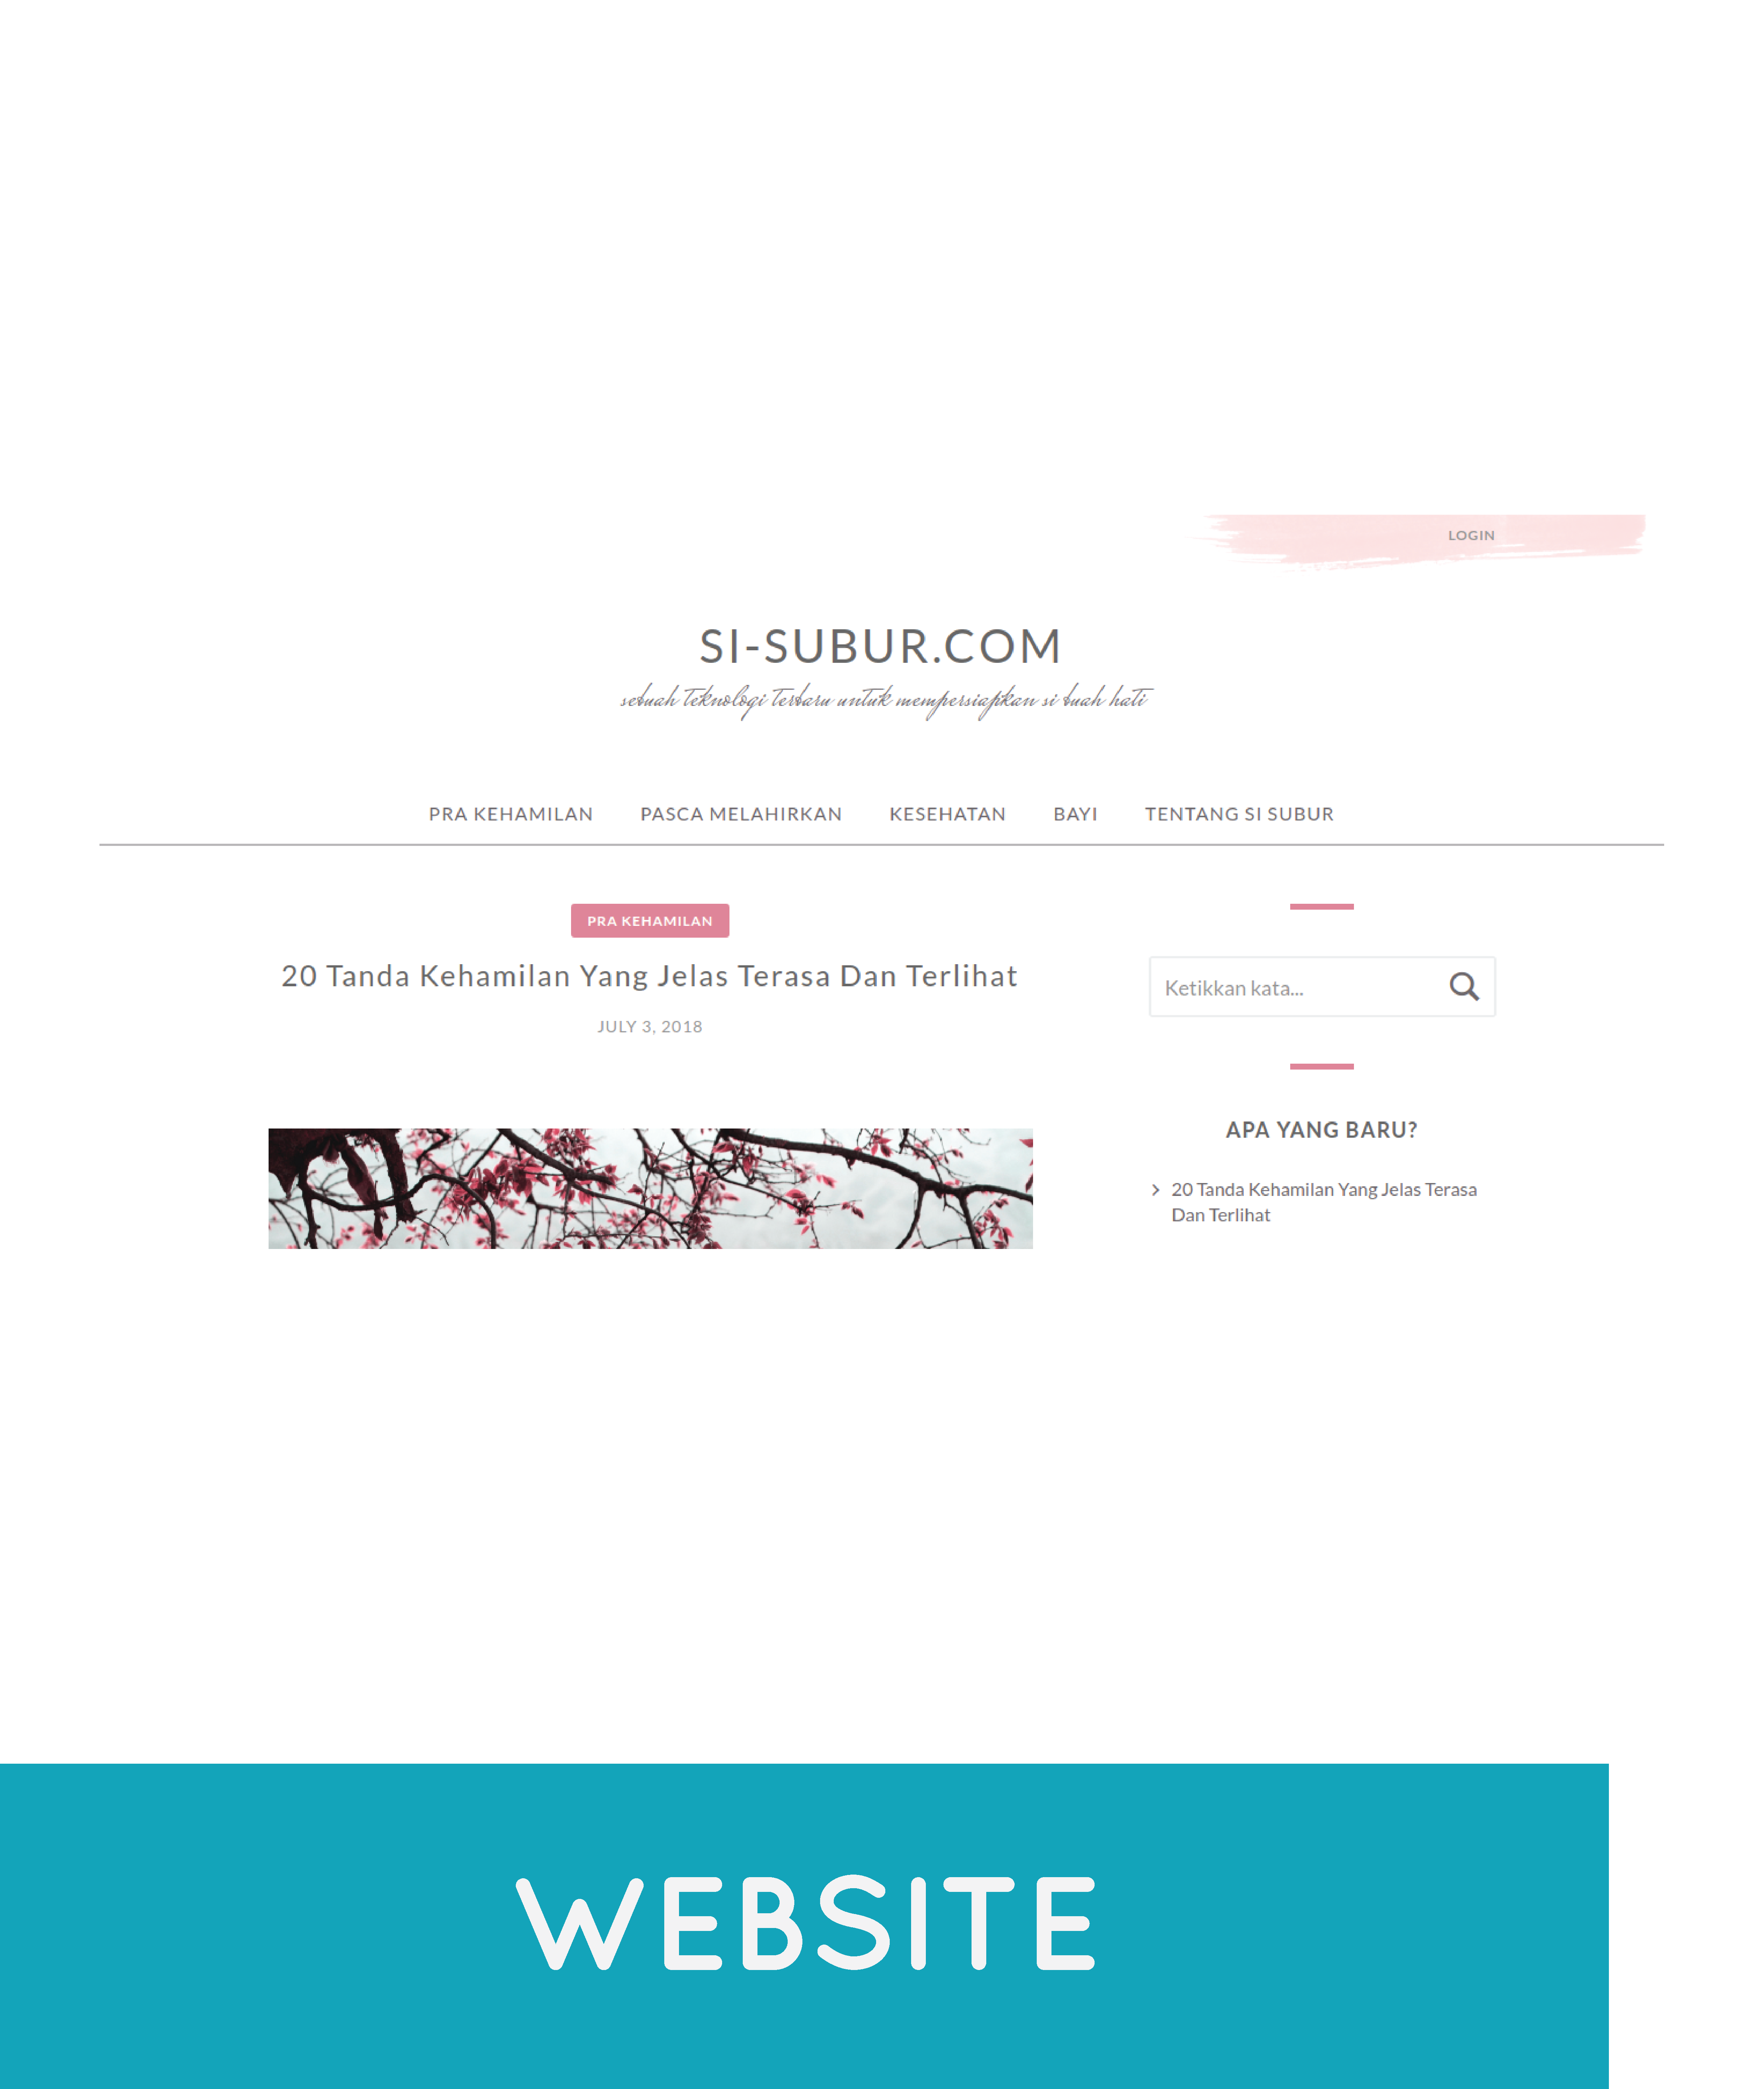 LOGIN
SI-SUBUR.COM
sebuah teknologi terbaru untuk mempersiapkan si buah hati
PRA KEHAMILAN PASCA MELAHIRKAN KESEHATAN BAYI TENTANG SI SUBUR
PRA KEHAMILAN
20 Tanda Kehamilan Yang Jelas Terasa Dan Terlihat
JULY 3, 2018
Ketikkan kata...
APA YANG BARU?
20 Tanda Kehamilan Yang Jelas Terasa
Dan Terlihat
WEBSITE